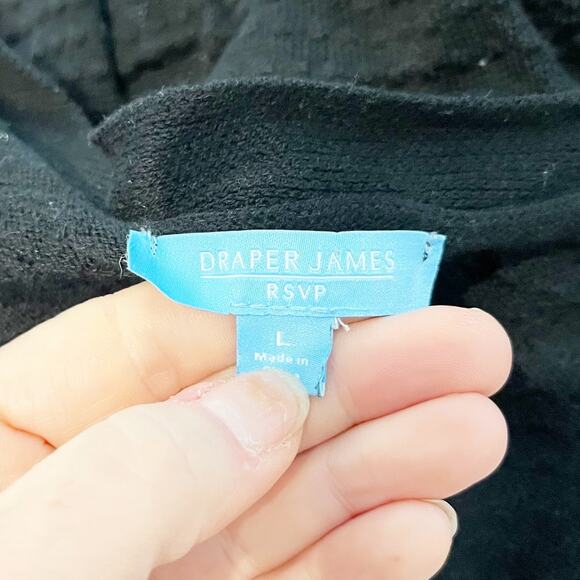 DRAPER JAMES
RSVP
L
Made in